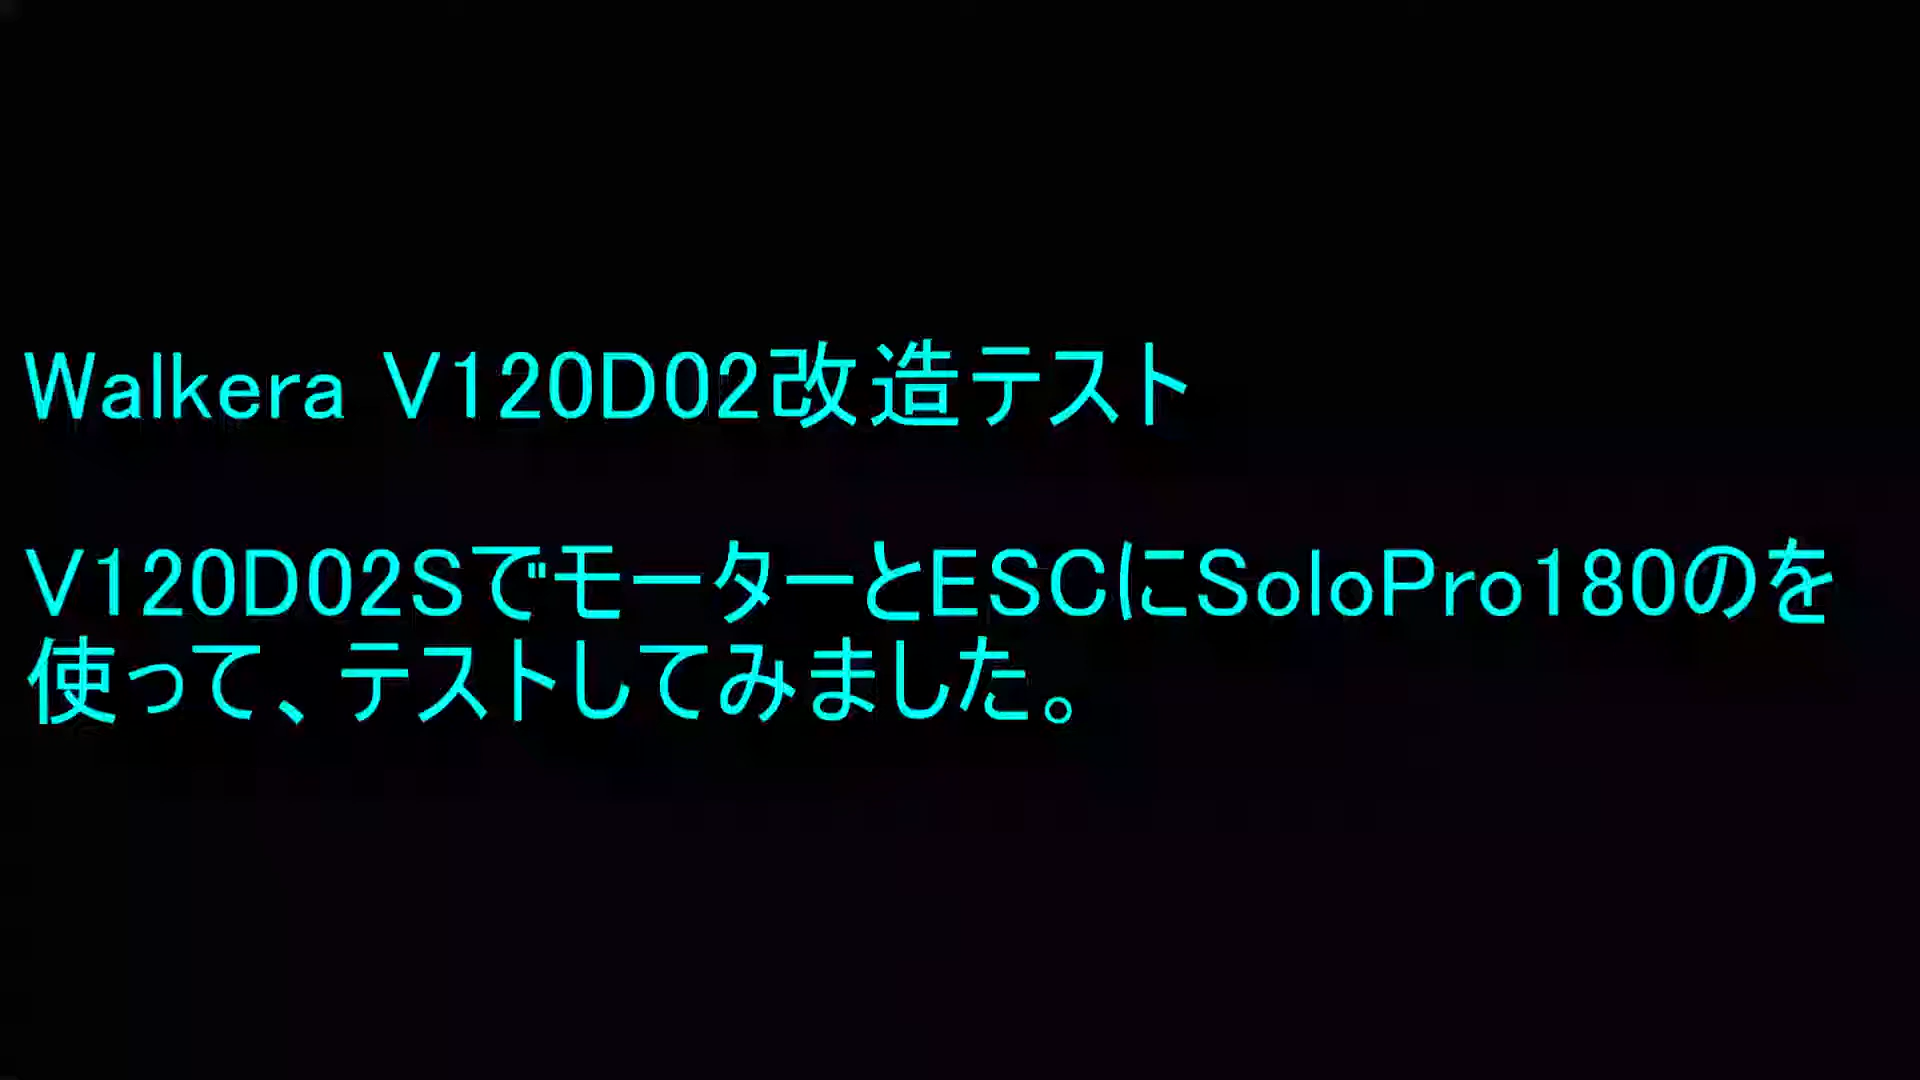 Walkera V120D02改造テスト
V120D02SでモーターとESCにSoloPro180のを
使って、テストしてみました。